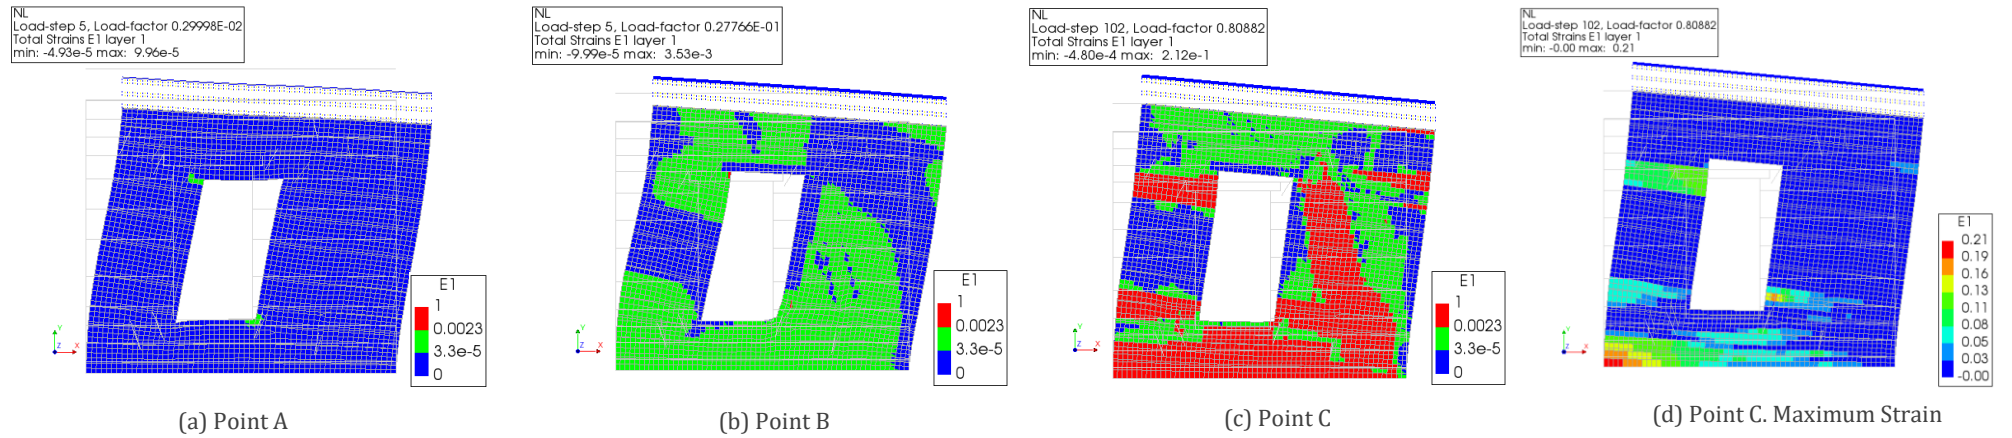 NL
Load-step 5, Load-factor 0.29998E-02
Total Strains E1 layer 1
min: -4.93e-5 max: 9.96e-5
E1
1
0.0023
3.3e-5
0
Y
Z X
(a) Point A
NL
Load-step 5, Load-factor 0.27766E-01
Total Strains E1 layer 1
min: -9.99e-5 max: 3.53e-3
E1
1
0.0023
3.3e-5
0
Y
Z X
(b) Point B
NL
Load-step 102, Load-factor 0.80882
Total Strains E1 layer 1
min: -4.80e-4 max: 2.12e-1
E1
1
0.0023
3.3e-5
0
Y
Z X
(c) Point C
NL
Load-step 102, Load-factor 0.80882
Total Strains E1 layer 1
min: -0.00 max: 0.21
E1
0.21
0.19
0.16
0.13
0.11
0.08
0.05
0.03
-0.00
Y
Z X
(d) Point C. Maximum Strain